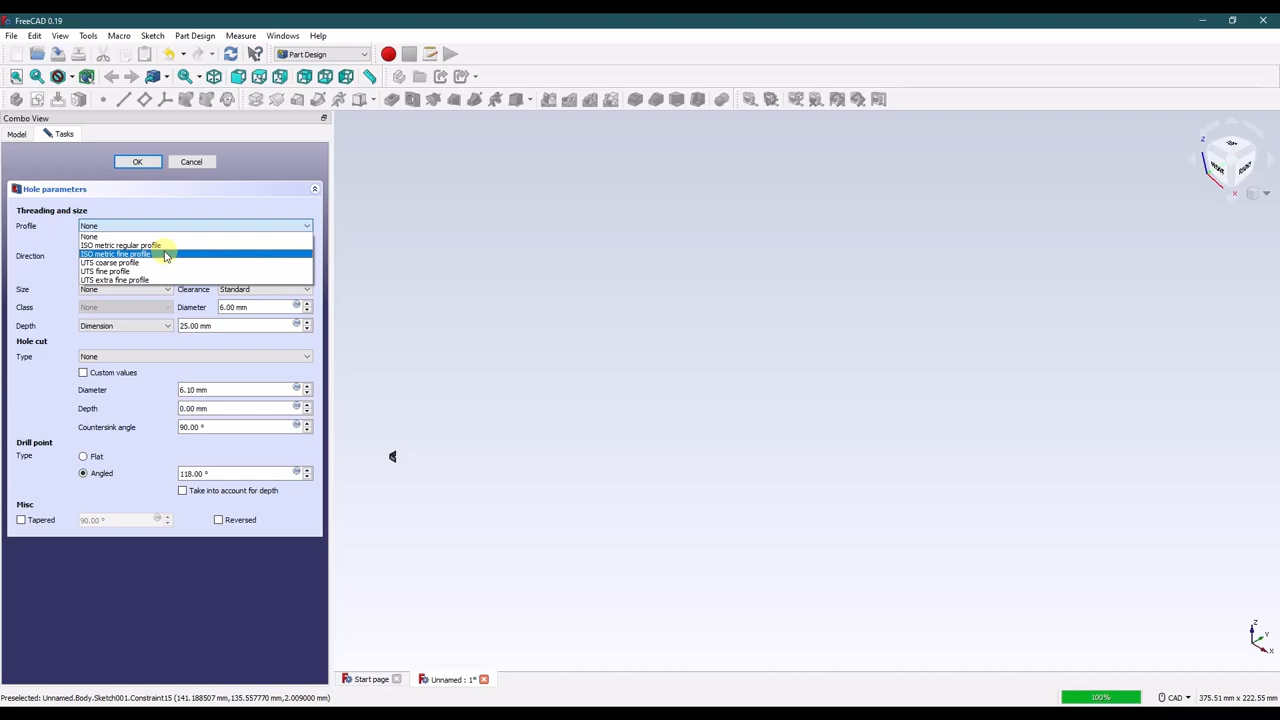 FreeCAD 0.19
File Edit View Tools Macro Sketch Part Design Measure Windows Help
Part Design
Combo View
Model Tasks
OK Cancel
Hole parameters
Threading and size
Profile None
None
ISO metric regular profile
ISO metric fine profile
UTS coarse profile
UTS fine profile
UTS extra fine profile
Direction
Size None Clearance Standard
Class None Diameter 6.00 mm
Depth Dimension 25.00 mm
Hole cut
Type None
Custom values
Diameter 6.10 mm
Depth 0.00 mm
Countersink angle 90.00 °
Drill point
Type Flat
Angled 118.00 °
Take into account for depth
Misc
Tapered 90.00 ° Reversed
Z
X
Z
Y
X
Start page Unnamed : 1*
Preselected: Unnamed.Body.Sketch001.Constraint15 (141.188507 mm,135.557770 mm,2.009000 mm) 100% CAD 375.51 mm x 222.55 mm